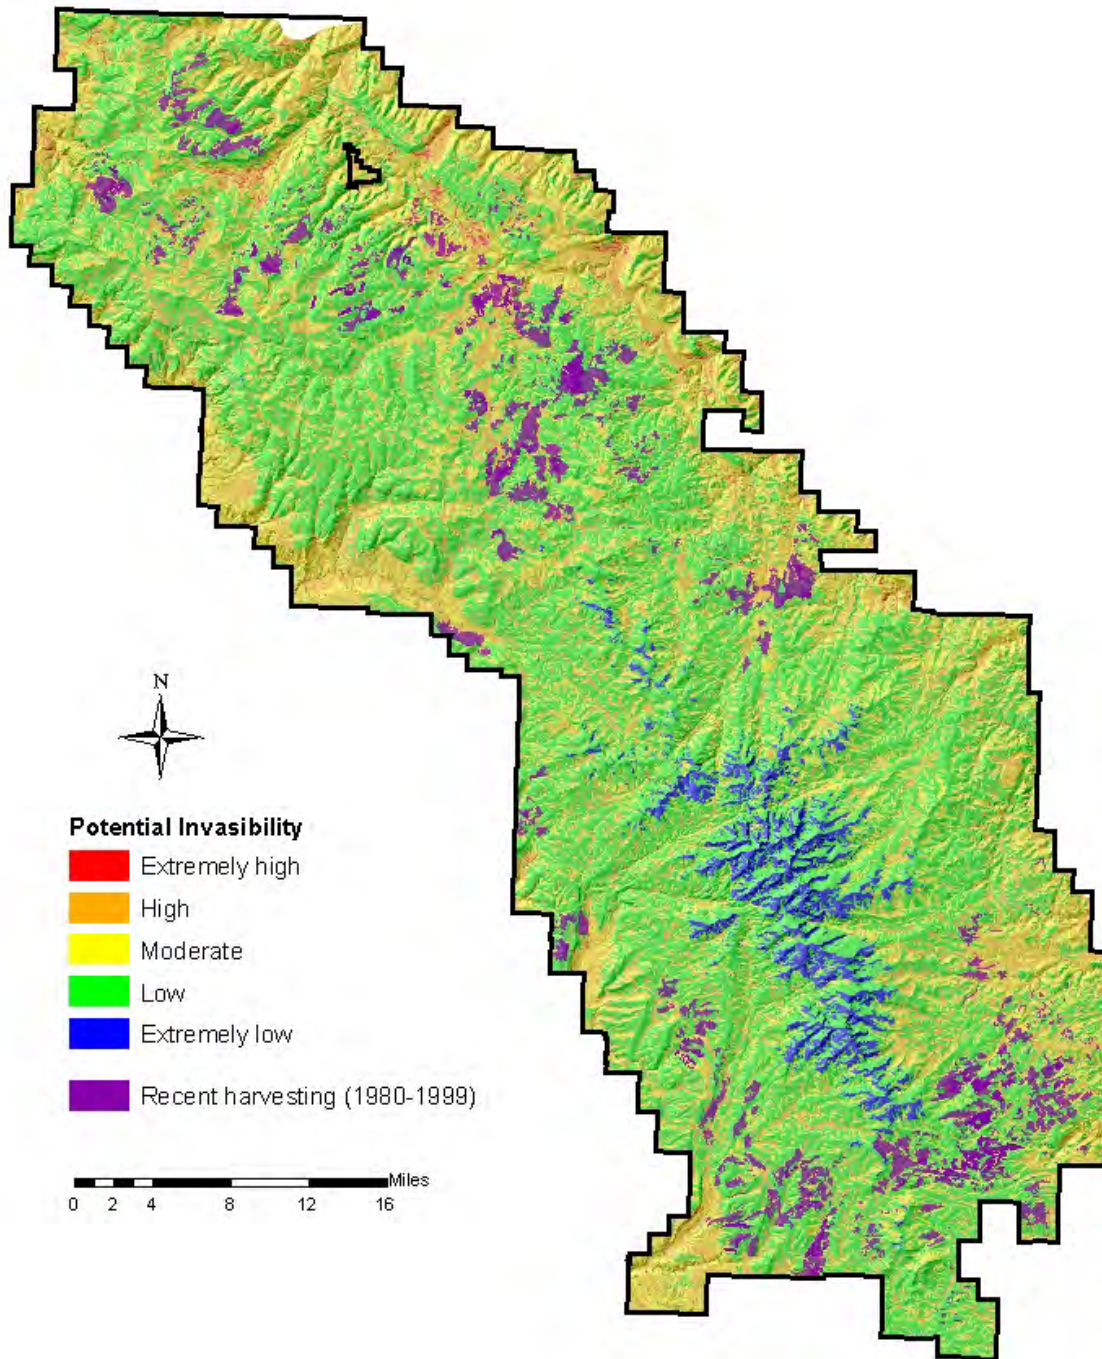 N
Potential Invasibility
Extremely high
High
Moderate
Low
Extremely low
Recent harvesting (1980-1999)
Miles
0 2 4 8 12 16